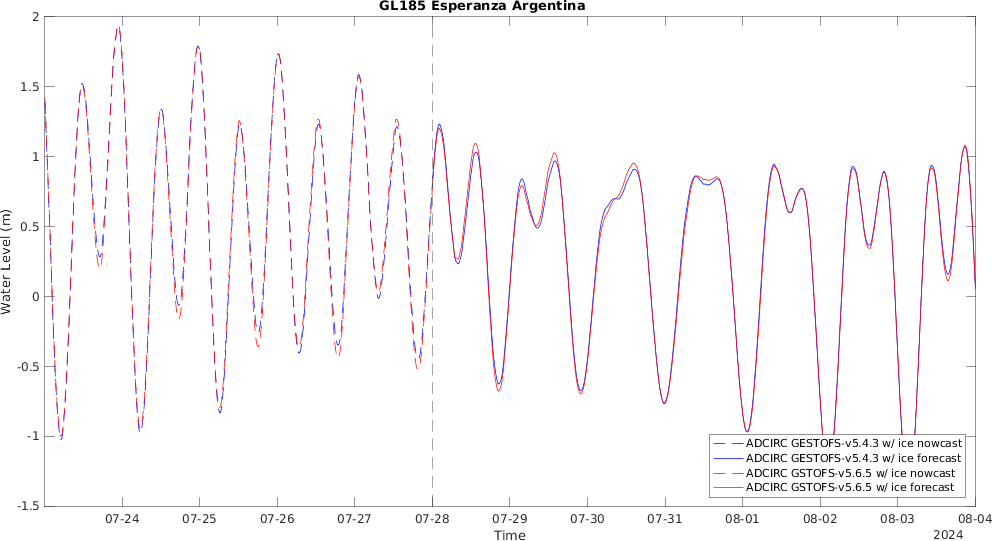 GL185 Esperanza Argentina
2
1.5
1
0.5
0
-0.5
-1
-1.5
Water Level (m)
ADCIRC GESTOFS-v5.4.3 w/ ice nowcast
ADCIRC GESTOFS-v5.4.3 w/ ice forecast
ADCIRC GSTOFS-v5.6.5 w/ ice nowcast
ADCIRC GSTOFS-v5.6.5 w/ ice forecast
07-24 07-25 07-26 07-27 07-28 07-29 07-30 07-31 08-01 08-02 08-03 08-04
Time
2024